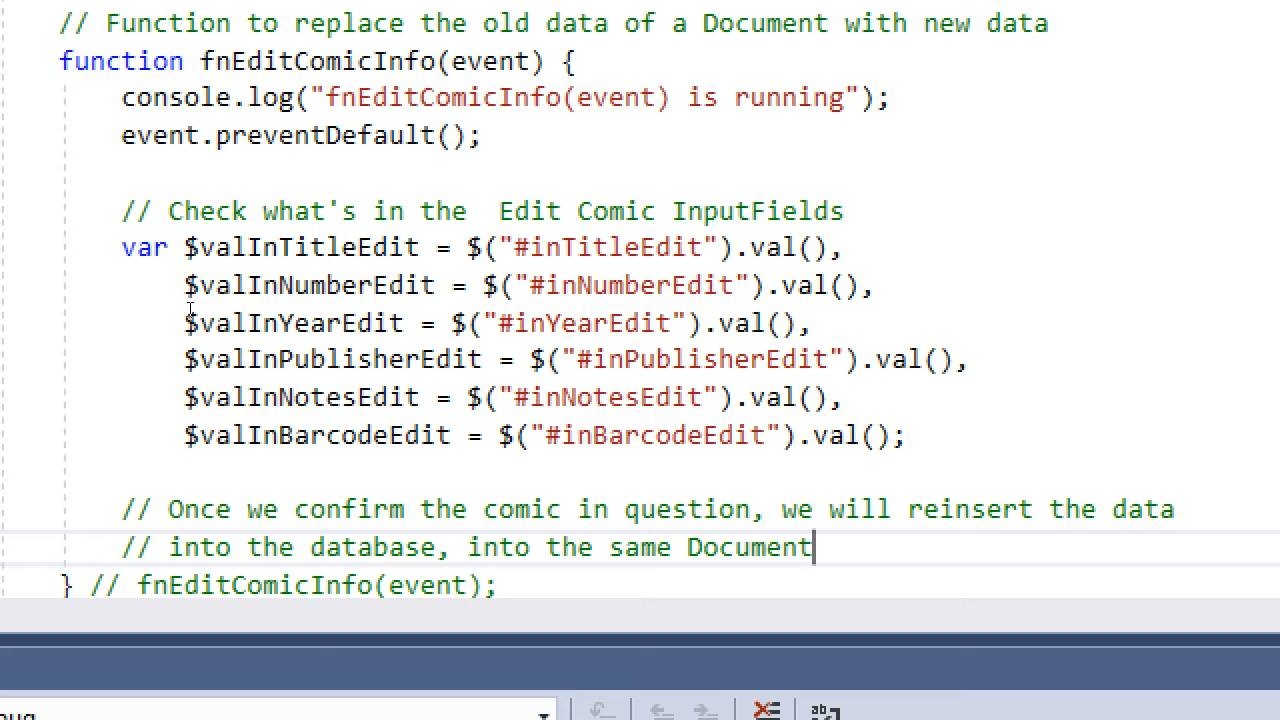 // Function to replace the old data of a Document with new data
function fnEditComicInfo(event) {
console.log("fnEditComicInfo(event) is running");
event.preventDefault();
// Check what's in the  Edit Comic InputFields
var $valInTitleEdit = $("#inTitleEdit").val(),
$valInNumberEdit = $("#inNumberEdit").val(),
$valInYearEdit = $("#inYearEdit").val(),
$valInPublisherEdit = $("#inPublisherEdit").val(),
$valInNotesEdit = $("#inNotesEdit").val(),
$valInBarcodeEdit = $("#inBarcodeEdit").val();
// Once we confirm the comic in question, we will reinsert the data
// into the database, into the same Document
} // fnEditComicInfo(event);